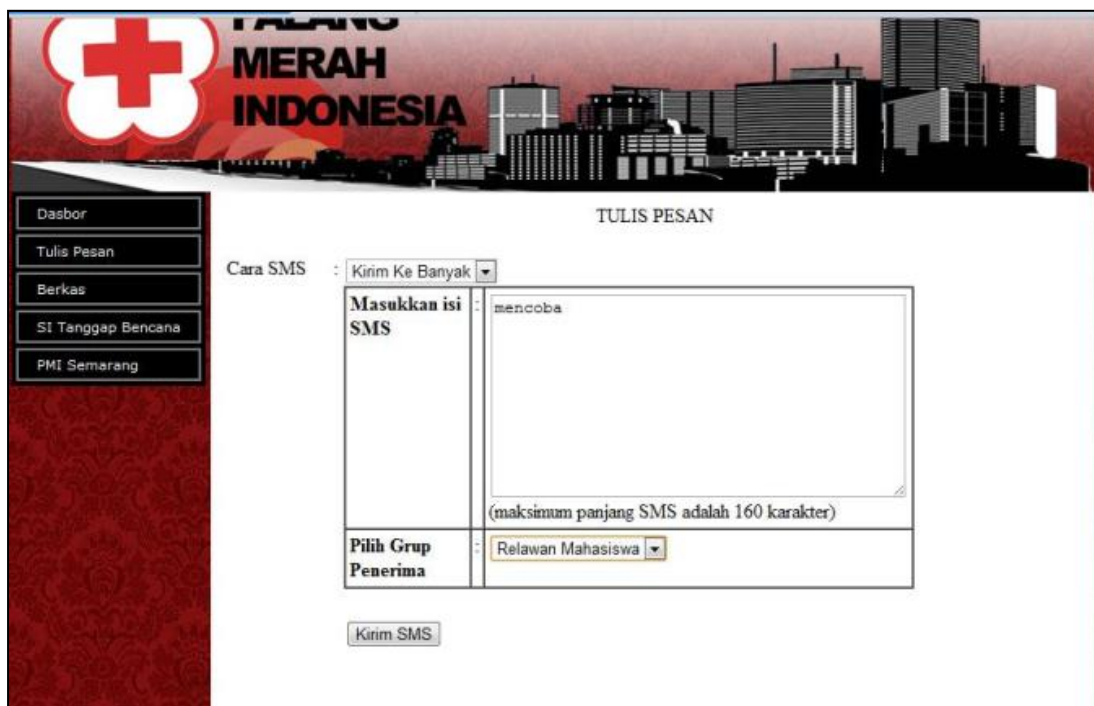 PALANG
MERAH
INDONESIA
Dasbor
Tulis Pesan
Berkas
SI Tanggap Bencana
PMI Semarang
TULIS PESAN
Cara SMS : Kirim Ke Banyak
Masukkan isi : mencoba
SMS
(maksimum panjang SMS adalah 160 karakter)
Pilih Grup : Relawan Mahasiswa
Penerima
Kirim SMS